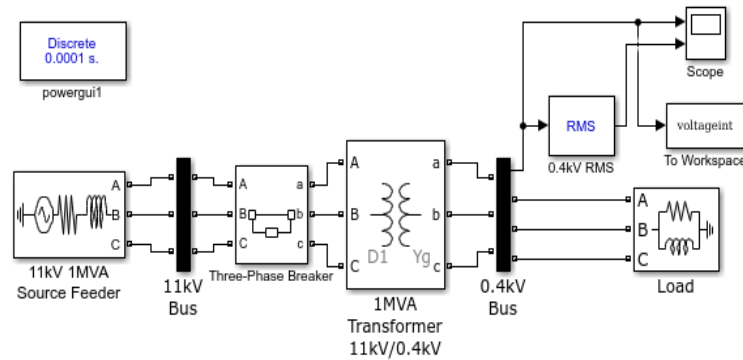 Discrete
0.0001 s.
powergui1
Scope
RMS
0.4kV RMS
voltageint
To Workspace
A
B
C
11kV 1MVA
Source Feeder
11kV
Bus
A a
B b
C c
Three-Phase Breaker
A a
B b
C c
D1 Yg
1MVA
Transformer
11kV/0.4kV
0.4kV
Bus
A
B
C
Load